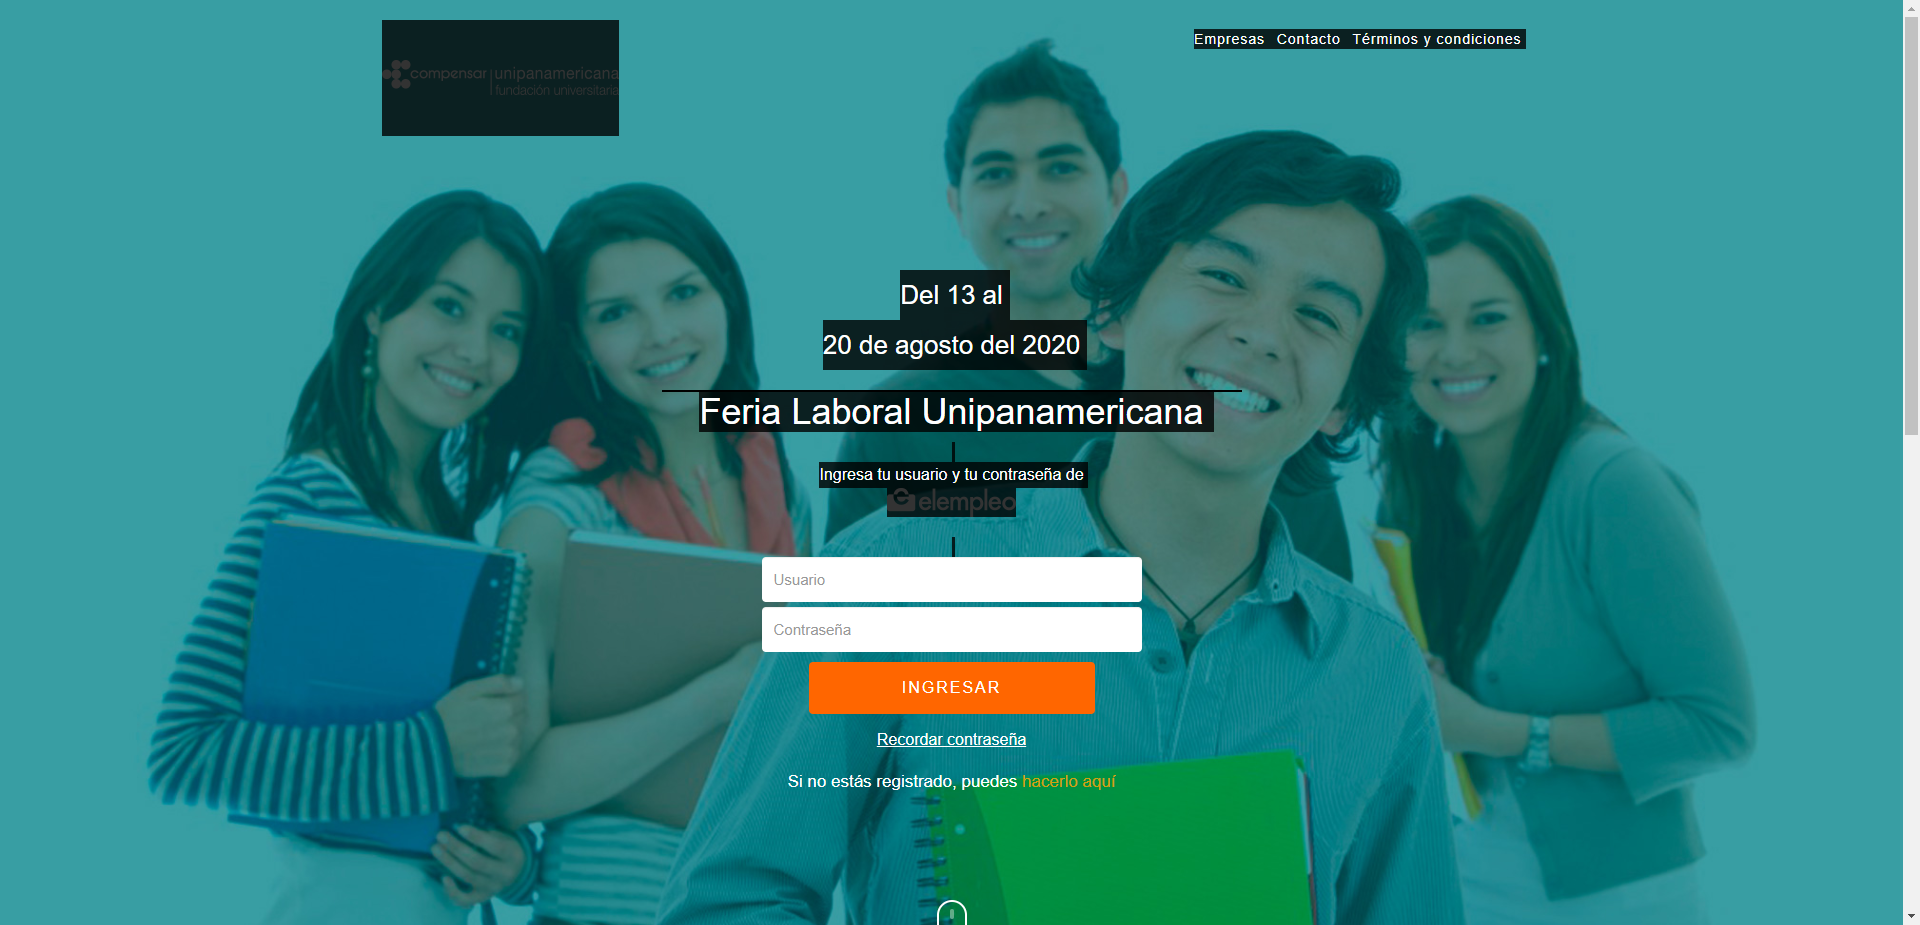 compensar
unipanamericana
fundación universitaria
Empresas Contacto Términos y condiciones
Del 13 al
20 de agosto del 2020
Feria Laboral Unipanamericana
Ingresa tu usuario y tu contraseña de
elempleo
Usuario
Contraseña
INGRESAR
Recordar contraseña
Si no estás registrado, puedes hacerlo aquí